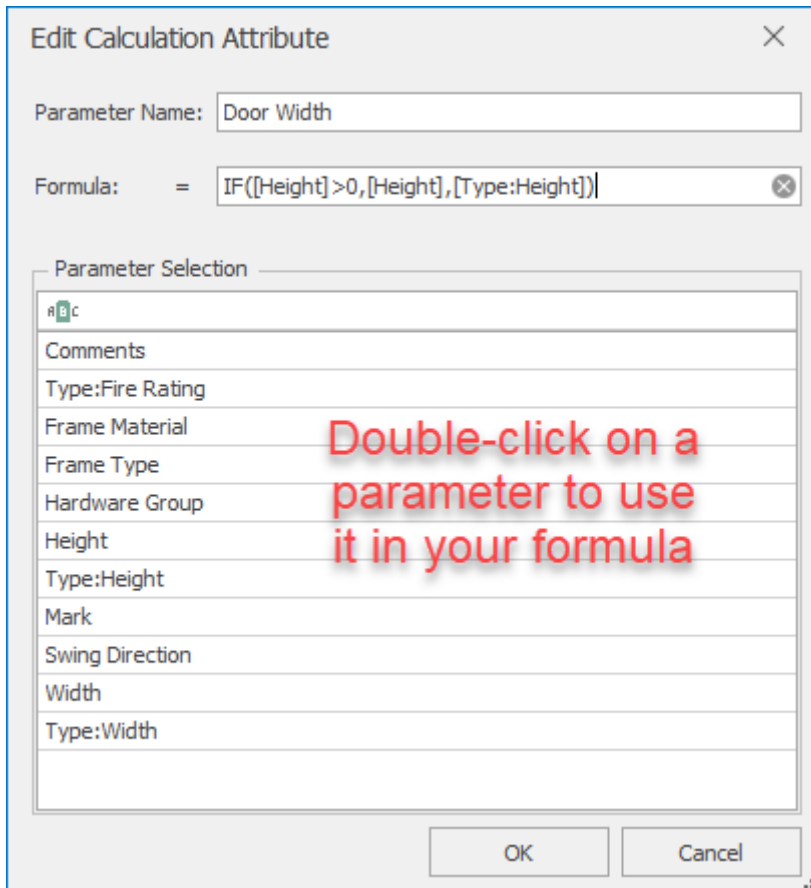 Edit Calculation Attribute
Parameter Name: Door Width
Formula: = IF([Height]>0,[Height],[Type:Height])
Parameter Selection
ABC
Comments
Type:Fire Rating
Frame Material
Frame Type
Hardware Group
Height
Type:Height
Mark
Swing Direction
Width
Type:Width
Double-click on a
parameter to use
it in your formula
OK Cancel